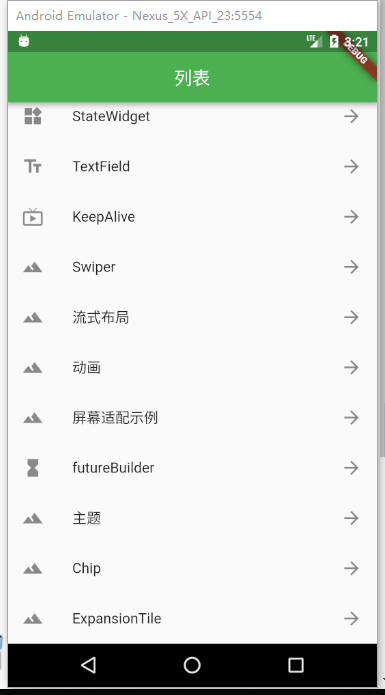 Android Emulator - Nexus_5X_API_23:5554
LTE 3:21
DEBUG
列表
StateWidget
TextField
KeepAlive
Swiper
流式布局
动画
屏幕适配示例
futureBuilder
主题
Chip
ExpansionTile